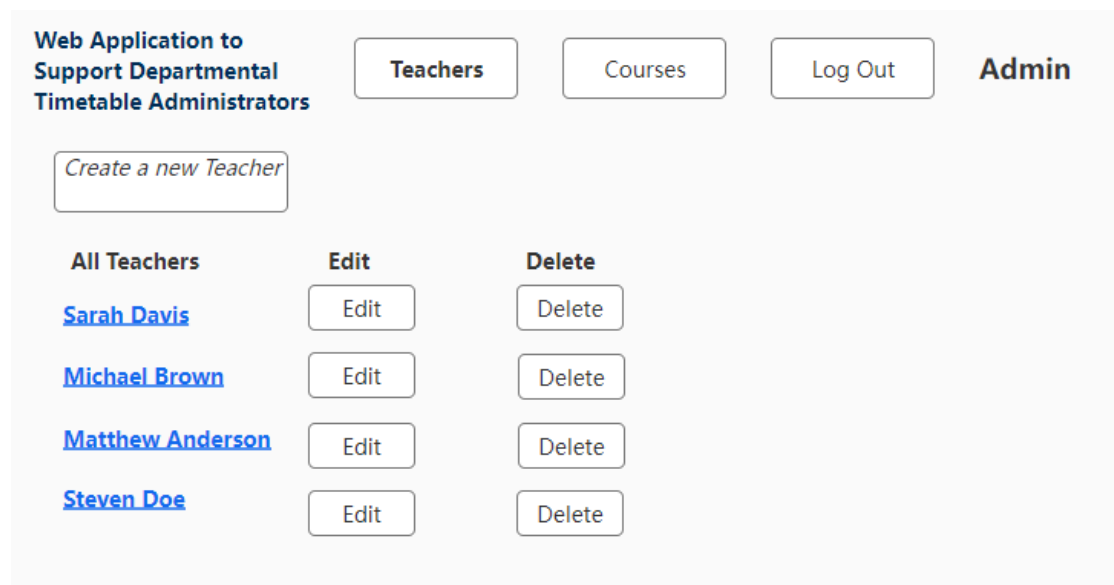 Web Application to
Support Departmental
Timetable Administrators
Teachers
Courses
Log Out
Admin
Create a new Teacher
All Teachers Edit Delete
Sarah Davis Edit Delete
Michael Brown Edit Delete
Matthew Anderson Edit Delete
Steven Doe Edit Delete